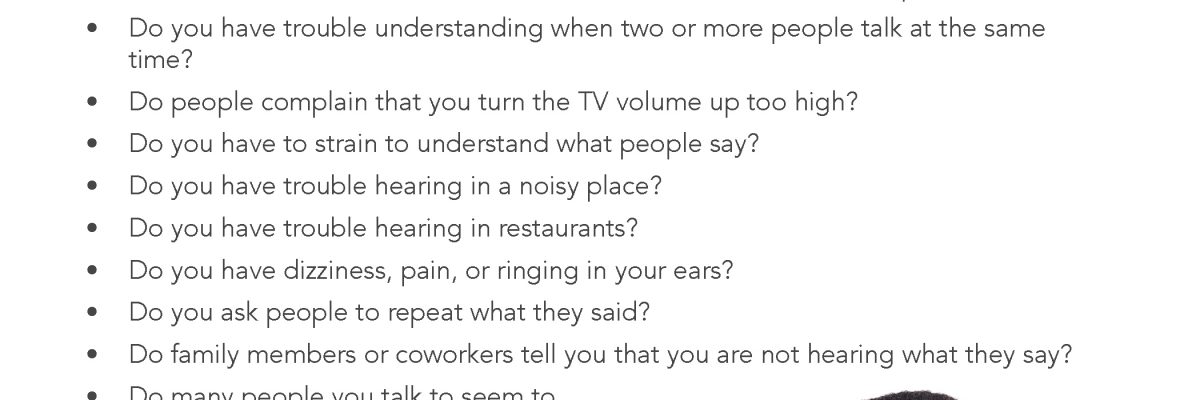 • Do you have trouble understanding when two or more people talk at the same
time?
• Do people complain that you turn the TV volume up too high?
• Do you have to strain to understand what people say?
• Do you have trouble hearing in a noisy place?
• Do you have trouble hearing in restaurants?
• Do you have dizziness, pain, or ringing in your ears?
• Do you ask people to repeat what they said?
• Do family members or coworkers tell you that you are not hearing what they say?
• Do many people you talk to seem to